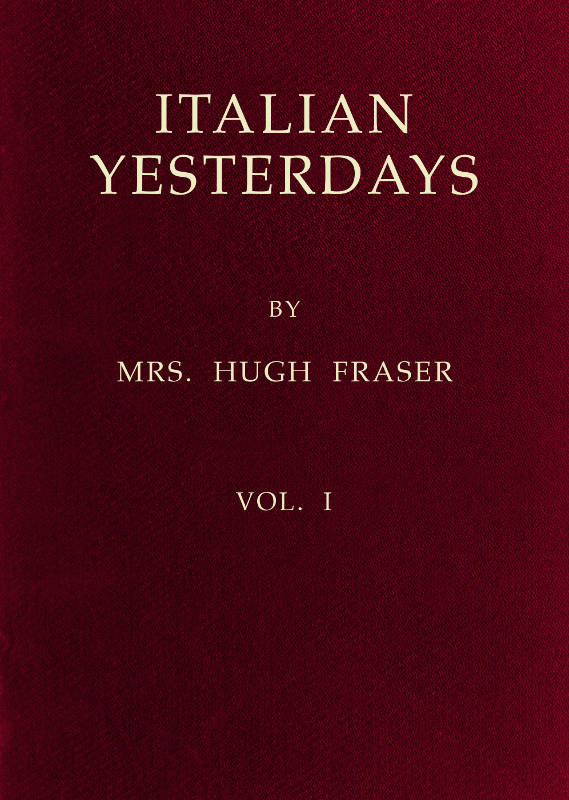 ITALIAN
YESTERDAYS
BY
MRS. HUGH FRASER
VOL. I